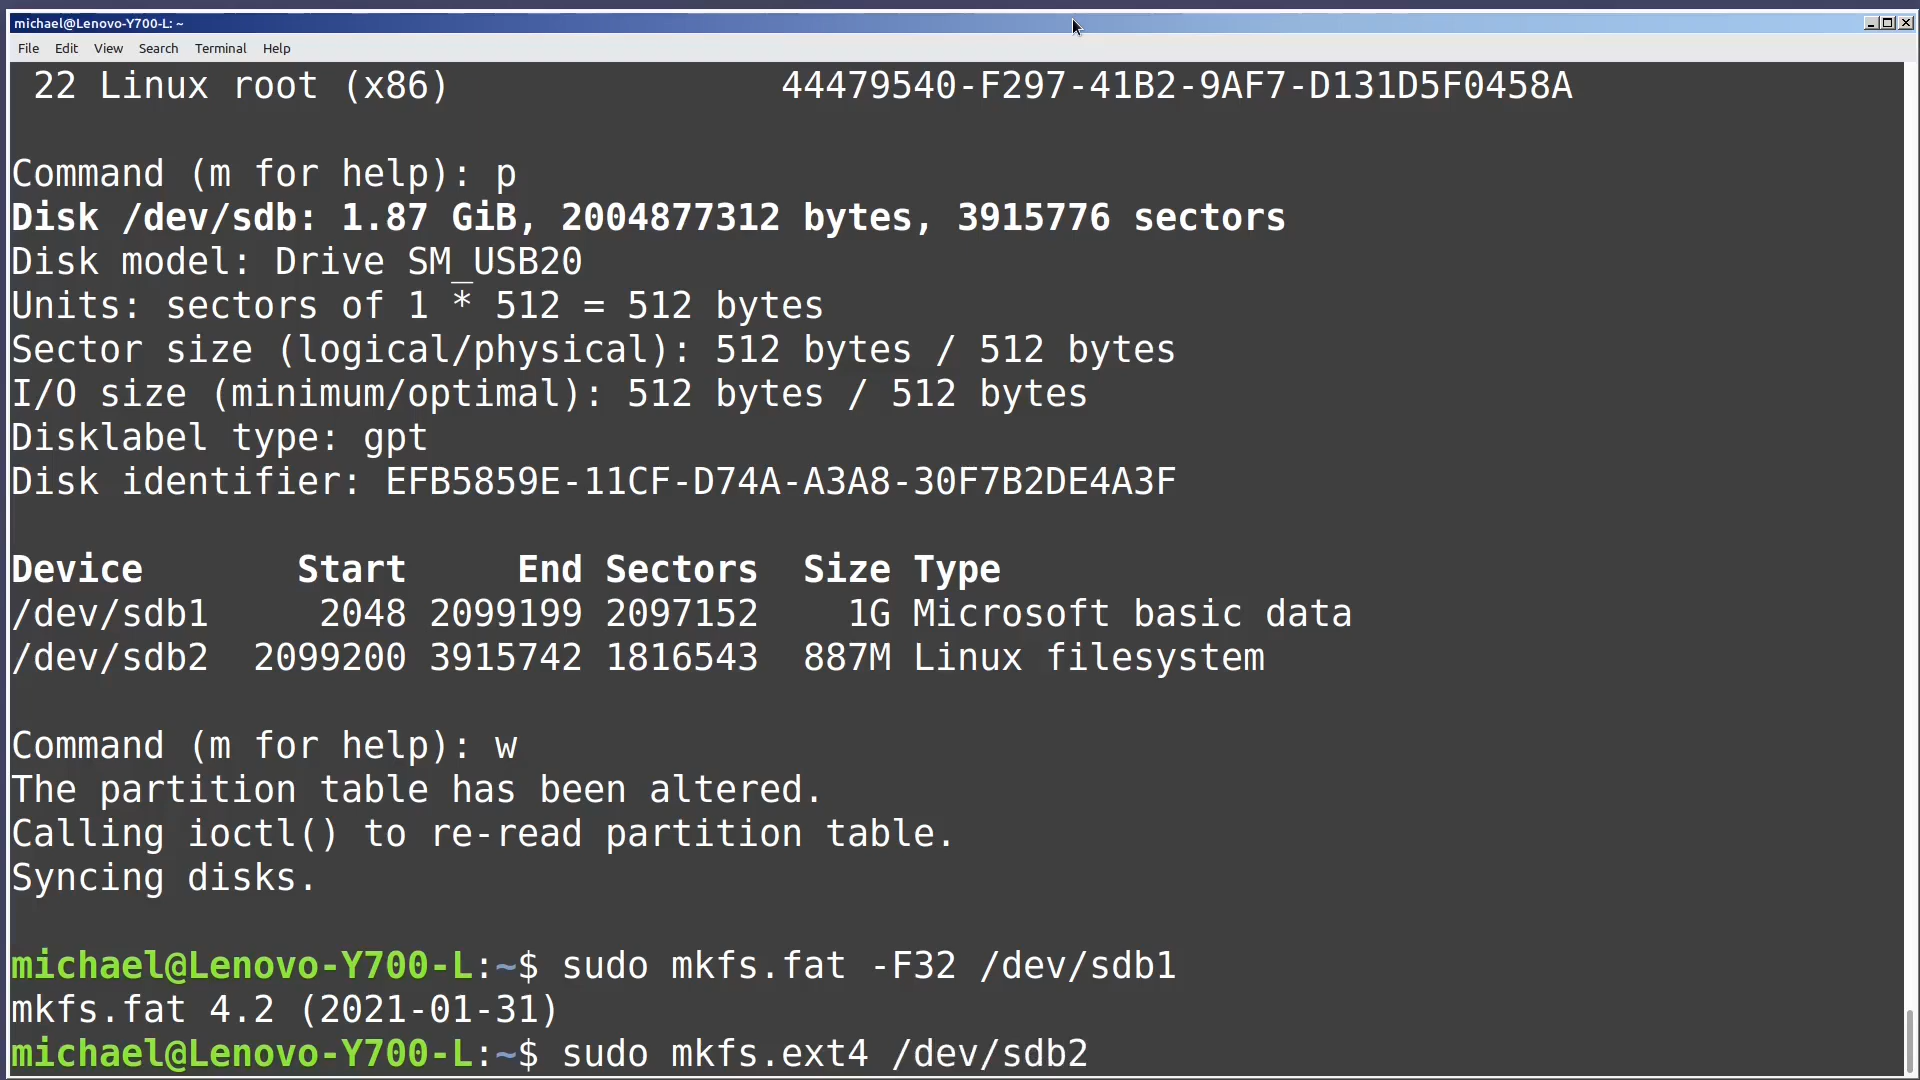 michael@Lenovo-Y700-L: ~
File Edit View Search Terminal Help
22 Linux root (x86) 44479540-F297-41B2-9AF7-D131D5F0458A
Command (m for help): p
Disk /dev/sdb: 1.87 GiB, 2004877312 bytes, 3915776 sectors
Disk model: Drive SM_USB20
Units: sectors of 1 * 512 = 512 bytes
Sector size (logical/physical): 512 bytes / 512 bytes
I/O size (minimum/optimal): 512 bytes / 512 bytes
Disklabel type: gpt
Disk identifier: EFB5859E-11CF-D74A-A3A8-30F7B2DE4A3F
Device Start End Sectors Size Type
/dev/sdb1 2048 2099199 2097152 1G Microsoft basic data
/dev/sdb2 2099200 3915742 1816543 887M Linux filesystem
Command (m for help): w
The partition table has been altered.
Calling ioctl() to re-read partition table.
Syncing disks.
michael@Lenovo-Y700-L:~$ sudo mkfs.fat -F32 /dev/sdb1
mkfs.fat 4.2 (2021-01-31)
michael@Lenovo-Y700-L:~$ sudo mkfs.ext4 /dev/sdb2